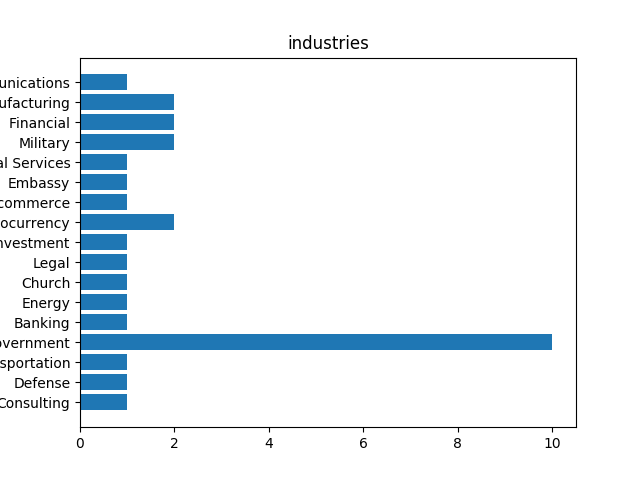 industries
unications
ufacturing
Financial
Military
al Services
Embassy
commerce
ocurrency
nvestment
Legal
Church
Energy
Banking
overnment
sportation
Defense
Consulting
0 2 4 6 8 10